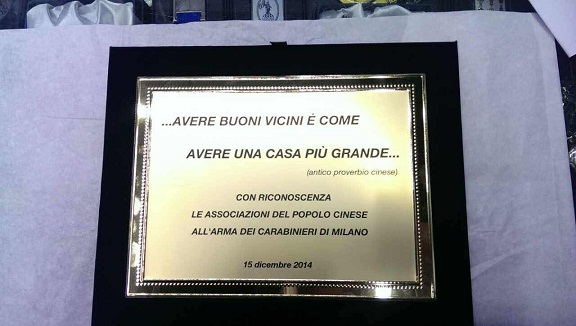 ...AVERE BUONI VICINI È COME
AVERE UNA CASA PIÙ GRANDE...
(antico proverbio cinese)
CON RICONOSCENZA
LE ASSOCIAZIONI DEL POPOLO CINESE
ALL'ARMA DEI CARABINIERI DI MILANO
15 dicembre 2014